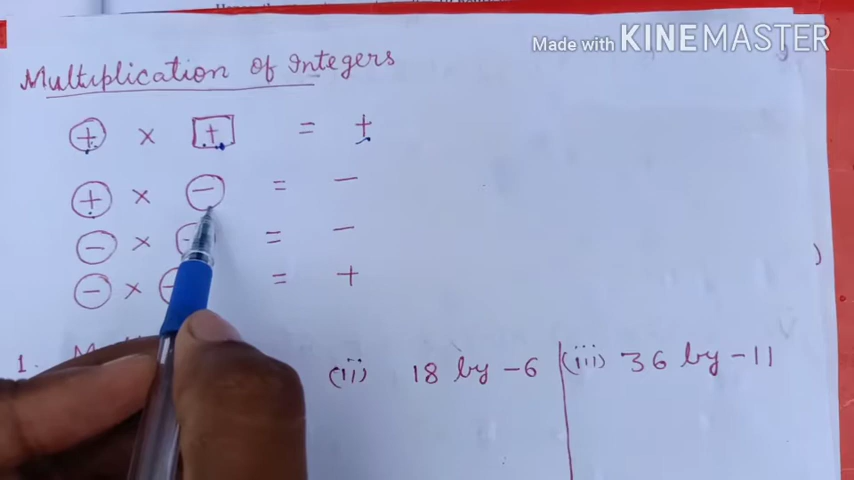 Made with KINEMASTER
Multiplication of Integers
+ × + = +
+ × − = −
− × = −
− × = +
1.
(ii) 18 by −6 (iii) 36 by −11
)